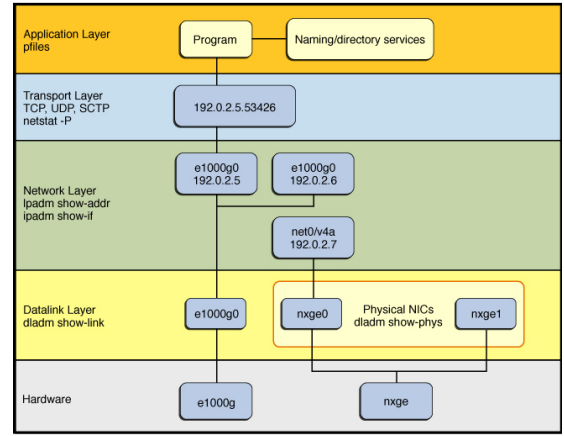 Application Layer
pfiles
Program
Naming/directory services
Transport Layer
TCP, UDP, SCTP
netstat -P
192.0.2.5.53426
Network Layer
Ipadm show-addr
ipadm show-if
e1000g0
192.0.2.5
e1000g0
192.0.2.6
net0/v4a
192.0.2.7
Datalink Layer
dladm show-link
e1000g0
nxge0
Physical NICs
dladm show-phys
nxge1
Hardware
e1000g
nxge